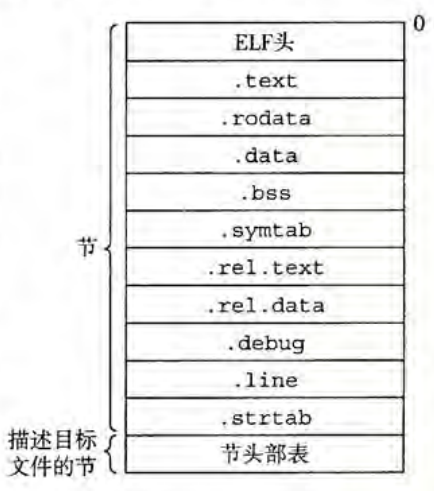 0
ELF头
.text
.rodata
.data
.bss
.symtab
节
.rel.text
.rel.data
.debug
.line
.strtab
描述目标
文件的节
节头部表